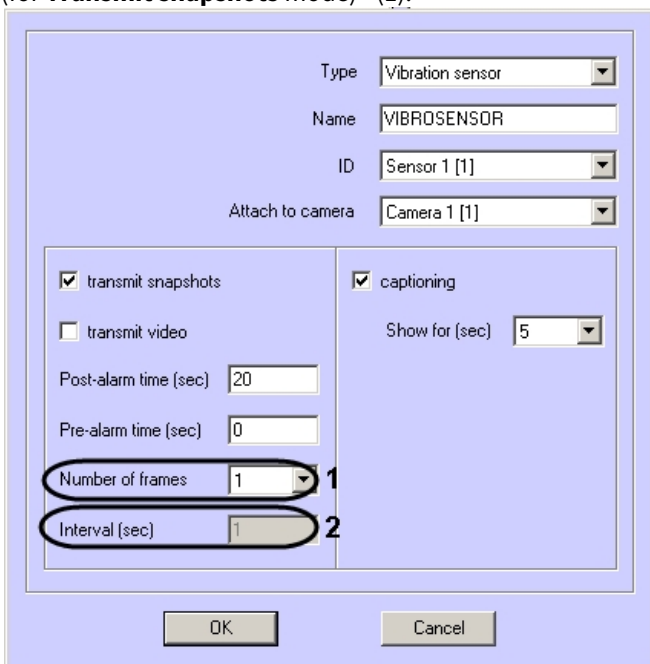 (for Transmit snapshots mode) - (2).
Type Vibration sensor
Name VIBROSENSOR
ID Sensor 1 [1]
Attach to camera Camera 1 [1]
transmit snapshots
transmit video
Post-alarm time (sec) 20
Pre-alarm time (sec) 0
Number of frames 1 1
Interval (sec) 1 2
captioning
Show for (sec) 5
OK Cancel